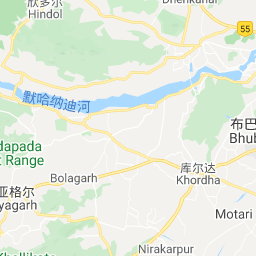 欣多尔
Hindol
Dhenkanal
55
默哈纳迪河
布巴
Bhub
dapada
t Range
库尔达
Khordha
Bolagarh
亚格尔
yagarh
Motari
Nirakarpur